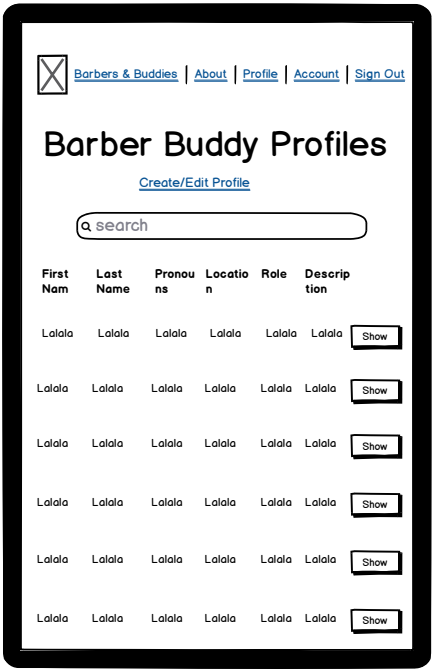 Barbers & Buddies | About | Profile | Account | Sign Out
Barber Buddy Profiles
Create/Edit Profile
search
First Nam Last Name Pronou ns Locatio n Role Descrip tion
Lalala Lalala Lalala Lalala Lalala Lalala Show
Lalala Lalala Lalala Lalala Lalala Lalala Show
Lalala Lalala Lalala Lalala Lalala Lalala Show
Lalala Lalala Lalala Lalala Lalala Lalala Show
Lalala Lalala Lalala Lalala Lalala Lalala Show
Lalala Lalala Lalala Lalala Lalala Lalala Show